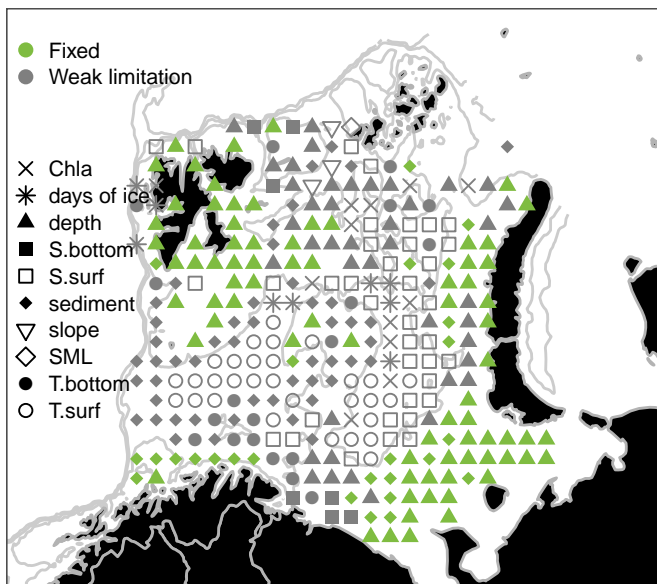 Fixed
Weak limitation
Chla
days of ice
depth
S.bottom
S.surf
sediment
slope
SML
T.bottom
T.surf